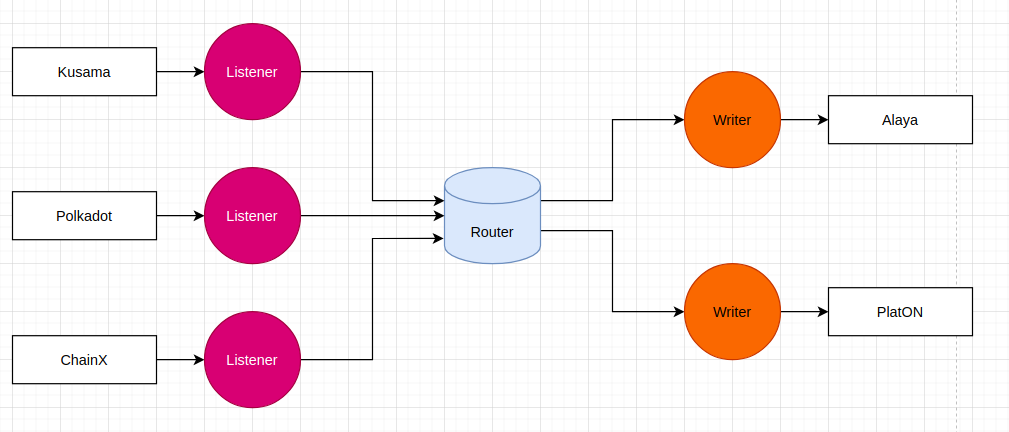 Kusama
Listener
Polkadot
Listener
ChainX
Listener
Router
Writer
Alaya
Writer
PlatON